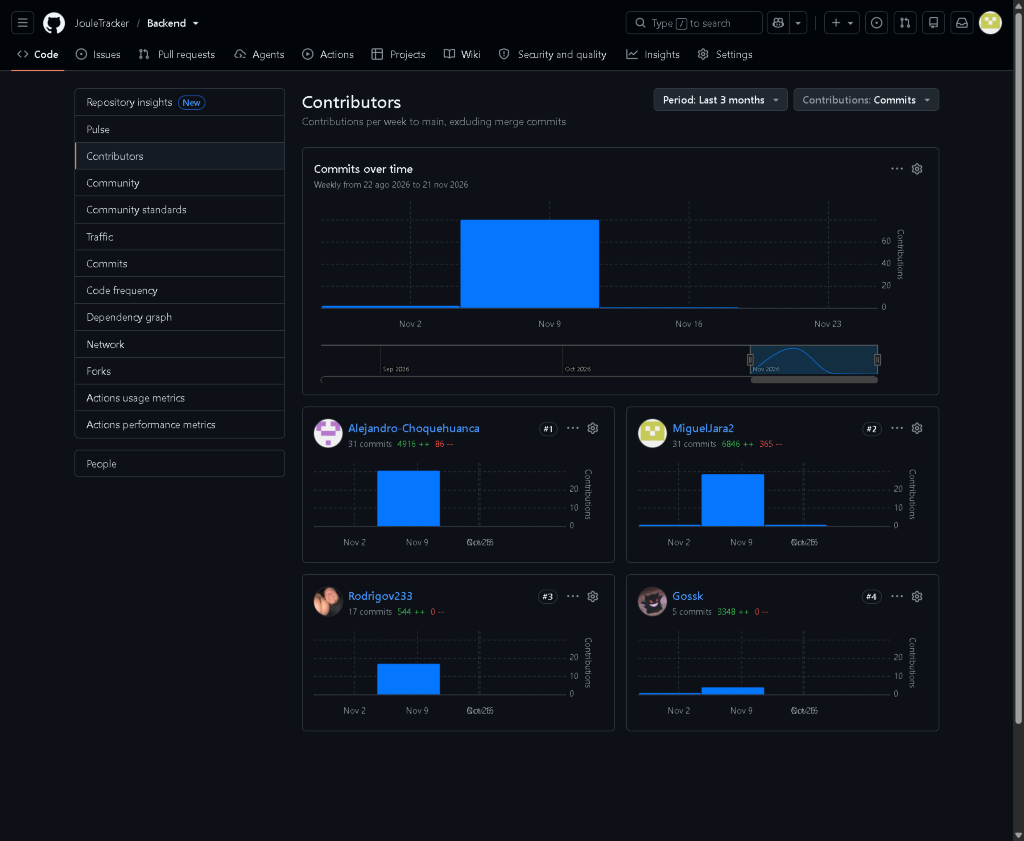 JouleTracker / Backend
Type / to search
Code Issues Pull requests Agents Actions Projects Wiki Security and quality Insights Settings
Repository insights New
Pulse
Contributors
Community
Community standards
Traffic
Commits
Code frequency
Dependency graph
Network
Forks
Actions usage metrics
Actions performance metrics
People
Contributors
Period: Last 3 months
Contributions: Commits
Contributions per week to main, excluding merge commits
Commits over time
Weekly from 22 ago 2026 to 21 nov 2026
60
40
20
0
Contributions
Nov 2 Nov 9 Nov 16 Nov 23
Sep 2026 Oct 2026 Nov 2026
Alejandro-Choquehuanca #1
31 commits 4916 ++ 86 --
20
10
0
Contributions
Nov 2 Nov 9
MiguelJara2 #2
31 commits 6846 ++ 365 --
20
10
0
Contributions
Nov 2 Nov 9
Rodrigov233 #3
17 commits 544 ++ 0 --
20
10
0
Contributions
Nov 2 Nov 9
Gossk #4
5 commits 3348 ++ 0 --
20
10
0
Contributions
Nov 2 Nov 9